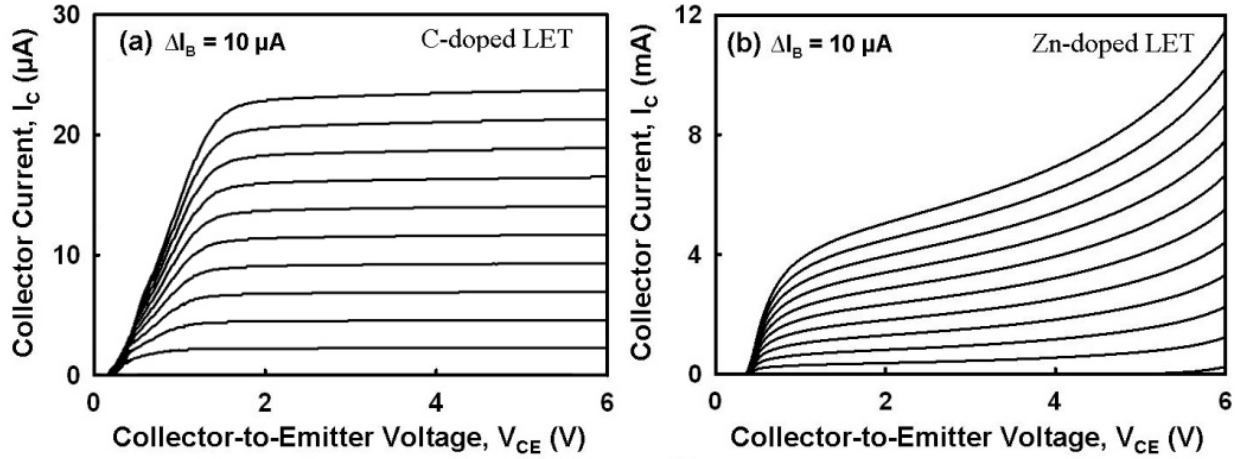 (a) ΔI_B = 10 µA
C-doped LET
30
20
10
0
0
2
4
6
Collector Current, I_C (µA)
Collector-to-Emitter Voltage, V_CE (V)
(b) ΔI_B = 10 µA
Zn-doped LET
12
8
4
0
0
2
4
6
Collector Current, I_C (mA)
Collector-to-Emitter Voltage, V_CE (V)